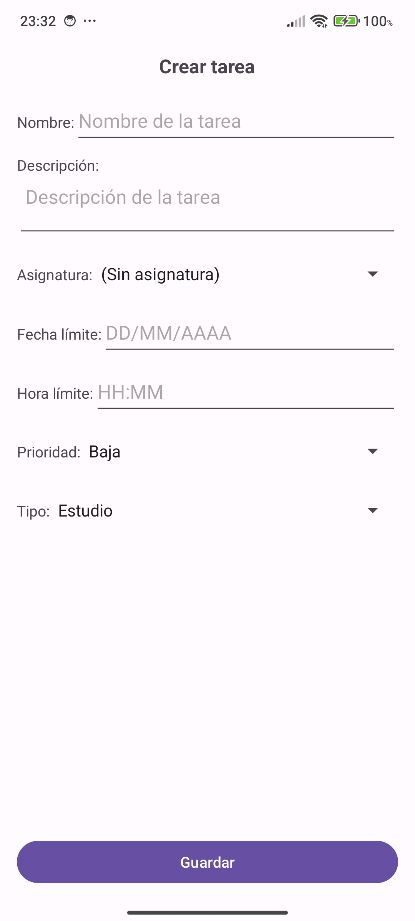 23:32 ... 100%
Crear tarea
Nombre: Nombre de la tarea
Descripción:
Descripción de la tarea
Asignatura: (Sin asignatura)
Fecha límite: DD/MM/AAAA
Hora límite: HH:MM
Prioridad: Baja
Tipo: Estudio
Guardar